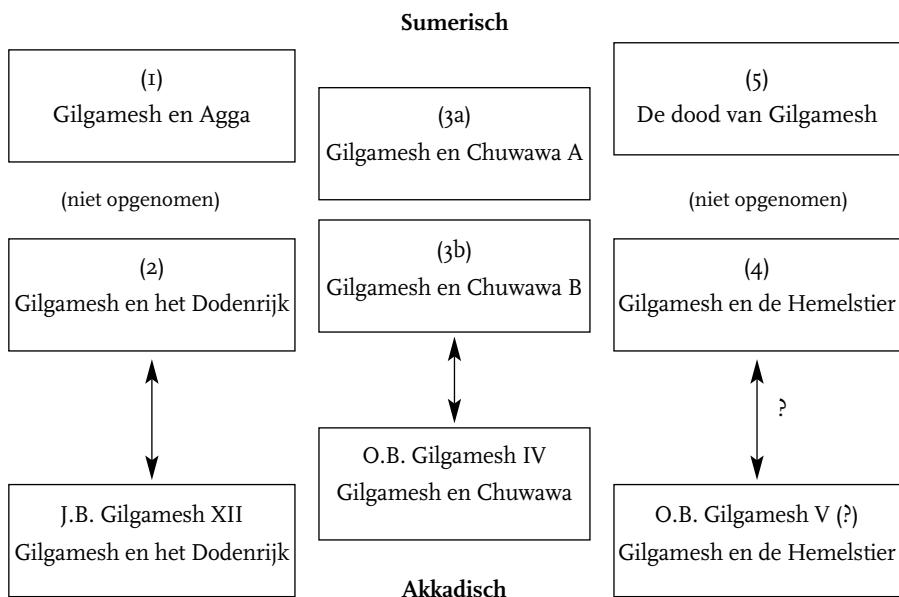 Sumerisch
(1)
Gilgamesh en Agga
(3a)
Gilgamesh en Chuwawa A
(5)
De dood van Gilgamesh
(niet opgenomen)
(niet opgenomen)
(2)
Gilgamesh en het Dodenrijk
(3b)
Gilgamesh en Chuwawa B
(4)
Gilgamesh en de Hemelstier
?
O.B. Gilgamesh IV
Gilgamesh en Chuwawa
J.B. Gilgamesh XII
Gilgamesh en het Dodenrijk
O.B. Gilgamesh V (?)
Gilgamesh en de Hemelstier
Akkadisch